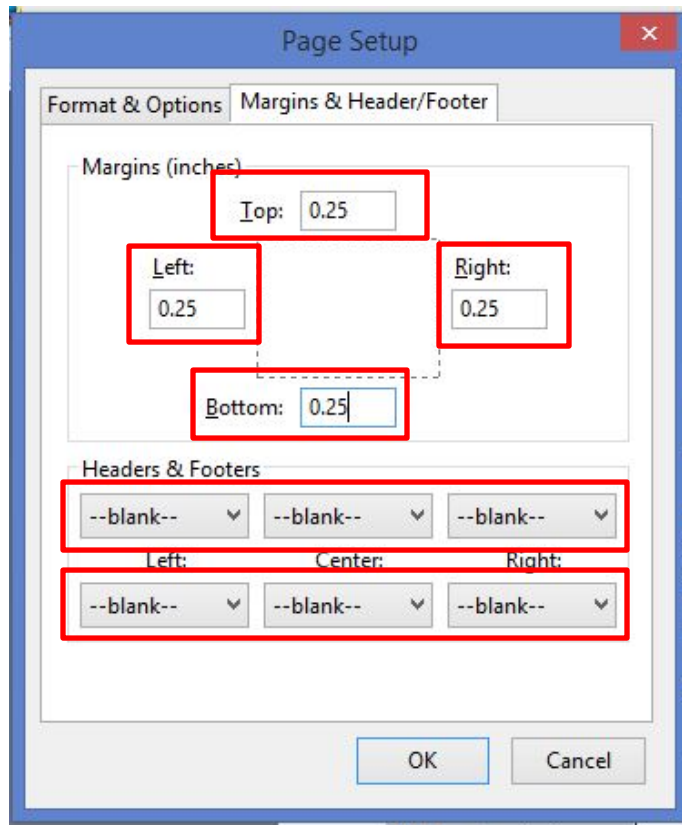 Page Setup
Format & Options Margins & Header/Footer
Margins (inches)
Top: 0.25
Left: Right:
0.25 0.25
Bottom: 0.25
Headers & Footers
--blank-- --blank-- --blank--
Left: Center: Right:
--blank-- --blank-- --blank--
OK Cancel